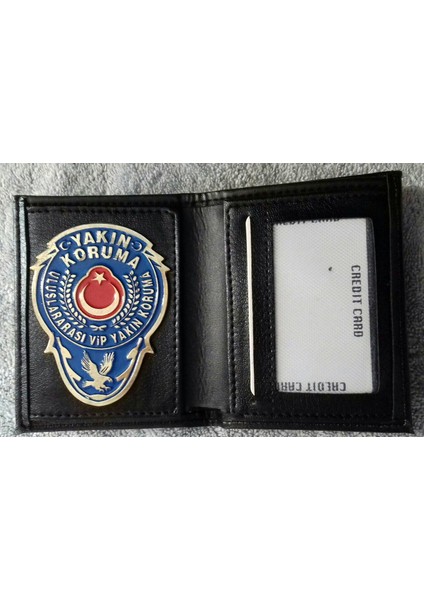 YAKIN
KORUMA
ULUSLARARASI VİP YAKIN KORUMA
CREDIT CARD
CREDIT CARD